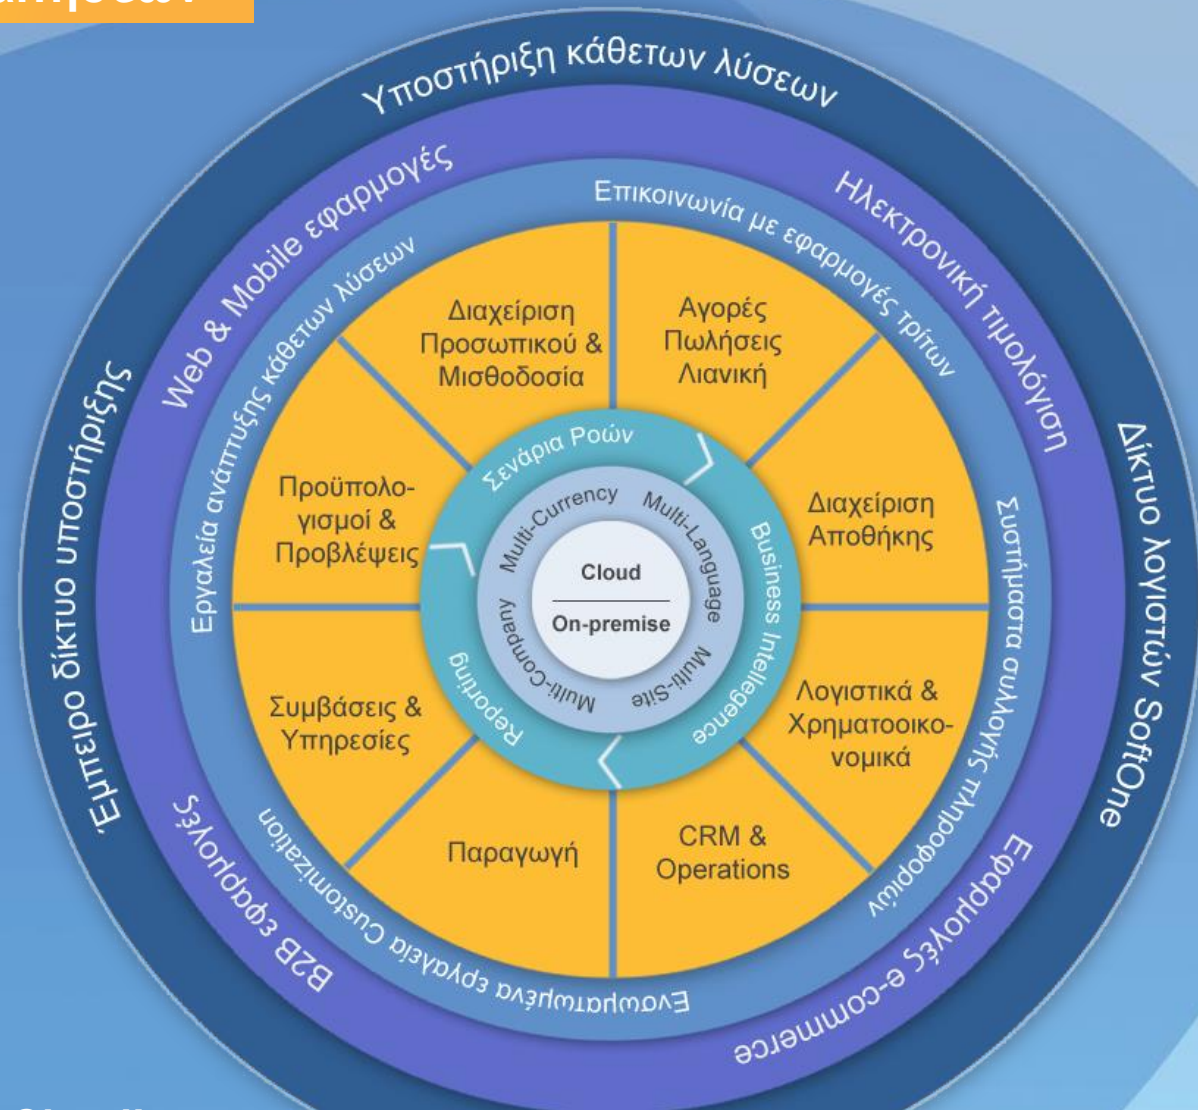 Υποστήριξη κάθετων λύσεων
Έμπειρο δίκτυο υποστήριξης
Δίκτυο λογιστών SoftOne
Web & Mobile εφαρμογές
Ηλεκτρονική τιμολόγιση
Εφαρμογές e-commerce
B2B εφαρμογές
Εργαλεία ανάπτυξης κάθετων λύσεων
Επικοινωνία με εφαρμογές τρίτων
Συστήμαστα συλλογής πληροφοριών
Ενσωματωμένα εργαλεία Customization
Διαχείριση
Προσωπικού &
Μισθοδοσία
Αγορές
Πωλήσεις
Λιανική
Διαχείριση
Αποθήκης
Λογιστικά &
Χρηματοοικο-
νομικά
CRM &
Operations
Παραγωγή
Συμβάσεις &
Υπηρεσίες
Προϋπολο-
γισμοί &
Προβλέψεις
Σενάρια Ροών
Business Intellegence
Reporting
Multi-Currency
Multi-Language
Multi-Site
Multi-Company
Cloud
On-premise